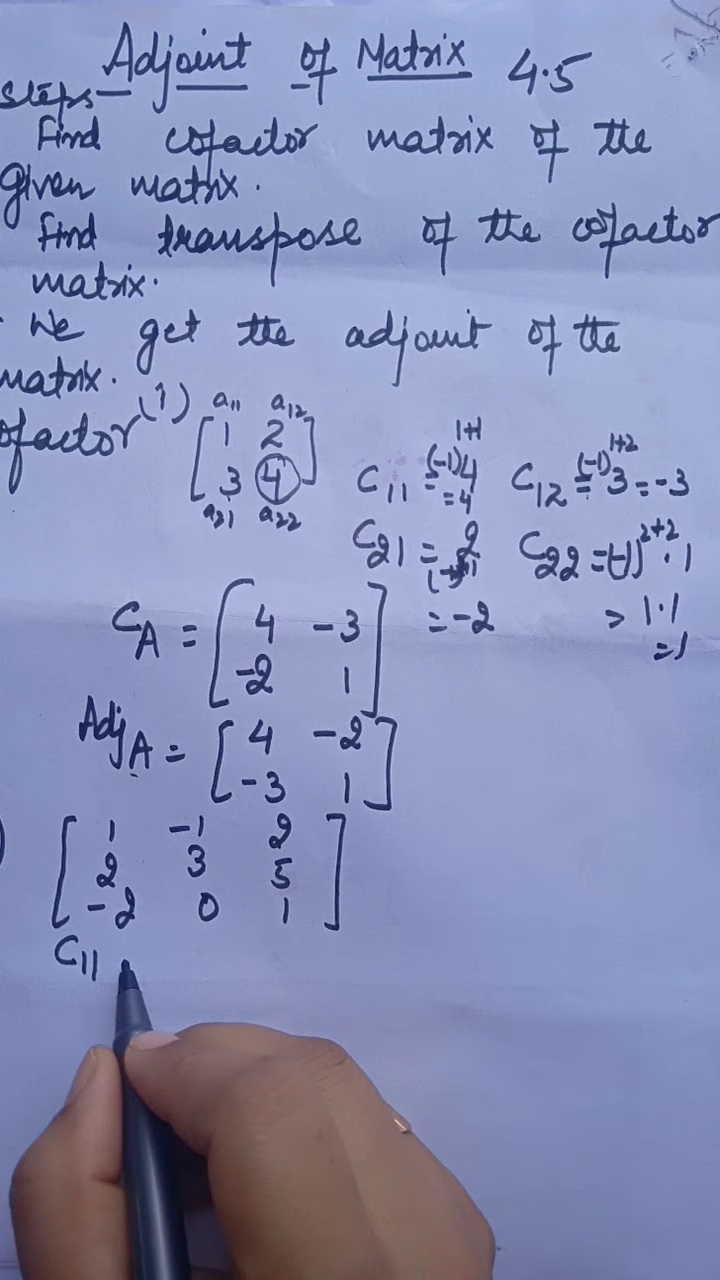 Adjoint of Matrix 4.5
Steps-
Find cofactor matrix of the
given matrix.
find transpose of the cofactor
matrix.
We get the adjouit of the
matrix.
ofactor (1) a11 a12
[1 2
3 4]
a21 a22
C11 = (-1)^1+1 4
= 4
C12 = (-1)^1+2 3 = -3
C21 = 2
= -2
C22 = (-1)^2+2 . 1
> 1.1
= 1
CA = [4 -3
-2 1]
AdjA = [4 -2
-3 1]
) [1 -1 2
2 3 5
-2 0 1]
C11